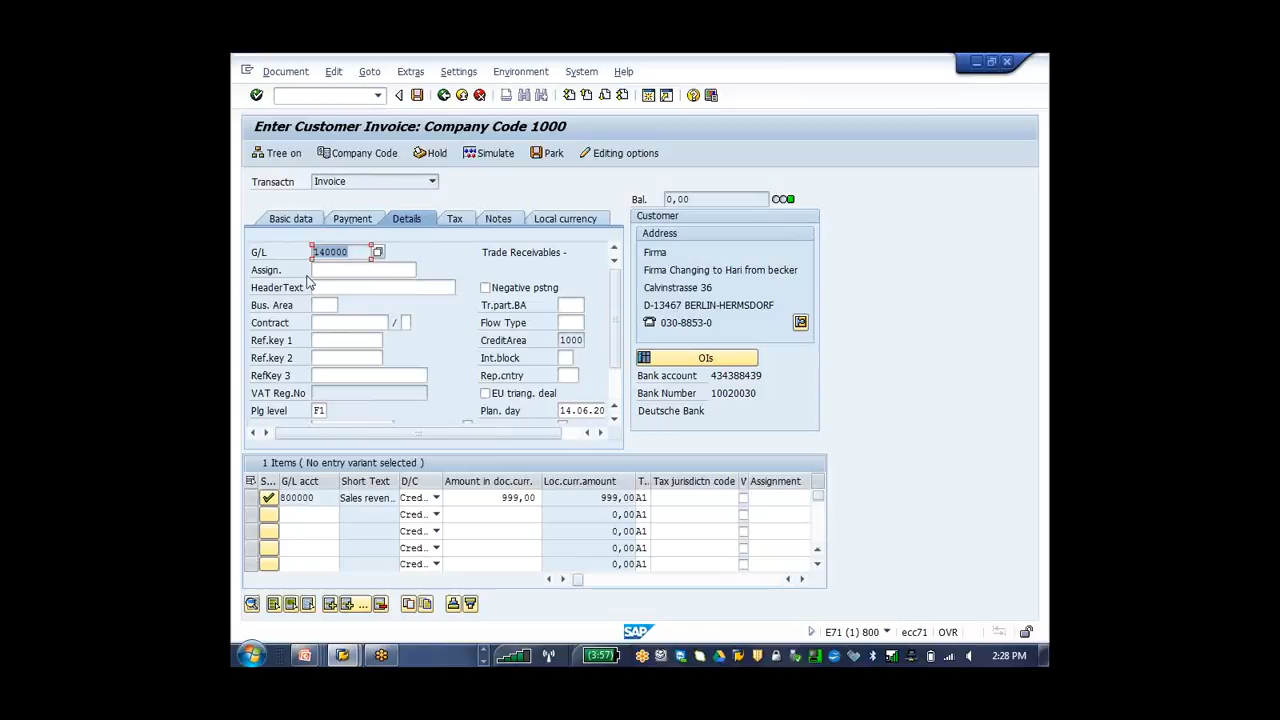 Document Edit Goto Extras Settings Environment System Help
Enter Customer Invoice: Company Code 1000
Tree on Company Code Hold Simulate Park Editing options
Transactn Invoice
Bal. 0,00
Basic data Payment Details Tax Notes Local currency
Customer
Address
Firma
Firma Changing to Hari from becker
Calvinstrasse 36
D-13467 BERLIN-HERMSDORF
030-8853-0
OIs
Bank account 434388439
Bank Number 10020030
Deutsche Bank
G/L 140000 Trade Receivables -
Assign.
HeaderText Negative pstng
Bus. Area Tr.part.BA
Contract / Flow Type
Ref.key 1 CreditArea 1000
Ref.key 2 Int.block
RefKey 3 Rep.cntry
VAT Reg.No EU triang. deal
Plg level F1 Plan. day 14.06.20
1 Items ( No entry variant selected )
S... G/L acct Short Text D/C Amount in doc.curr. Loc.curr.amount T.. Tax jurisdictn code V Assignment
800000 Sales reven.. Cred.. 999,00 999,00 A1
Cred.. 0,00 A1
Cred.. 0,00 A1
Cred.. 0,00 A1
Cred.. 0,00 A1
SAP E71 (1) 800 ecc71 OVR
(3:57) 2:28 PM